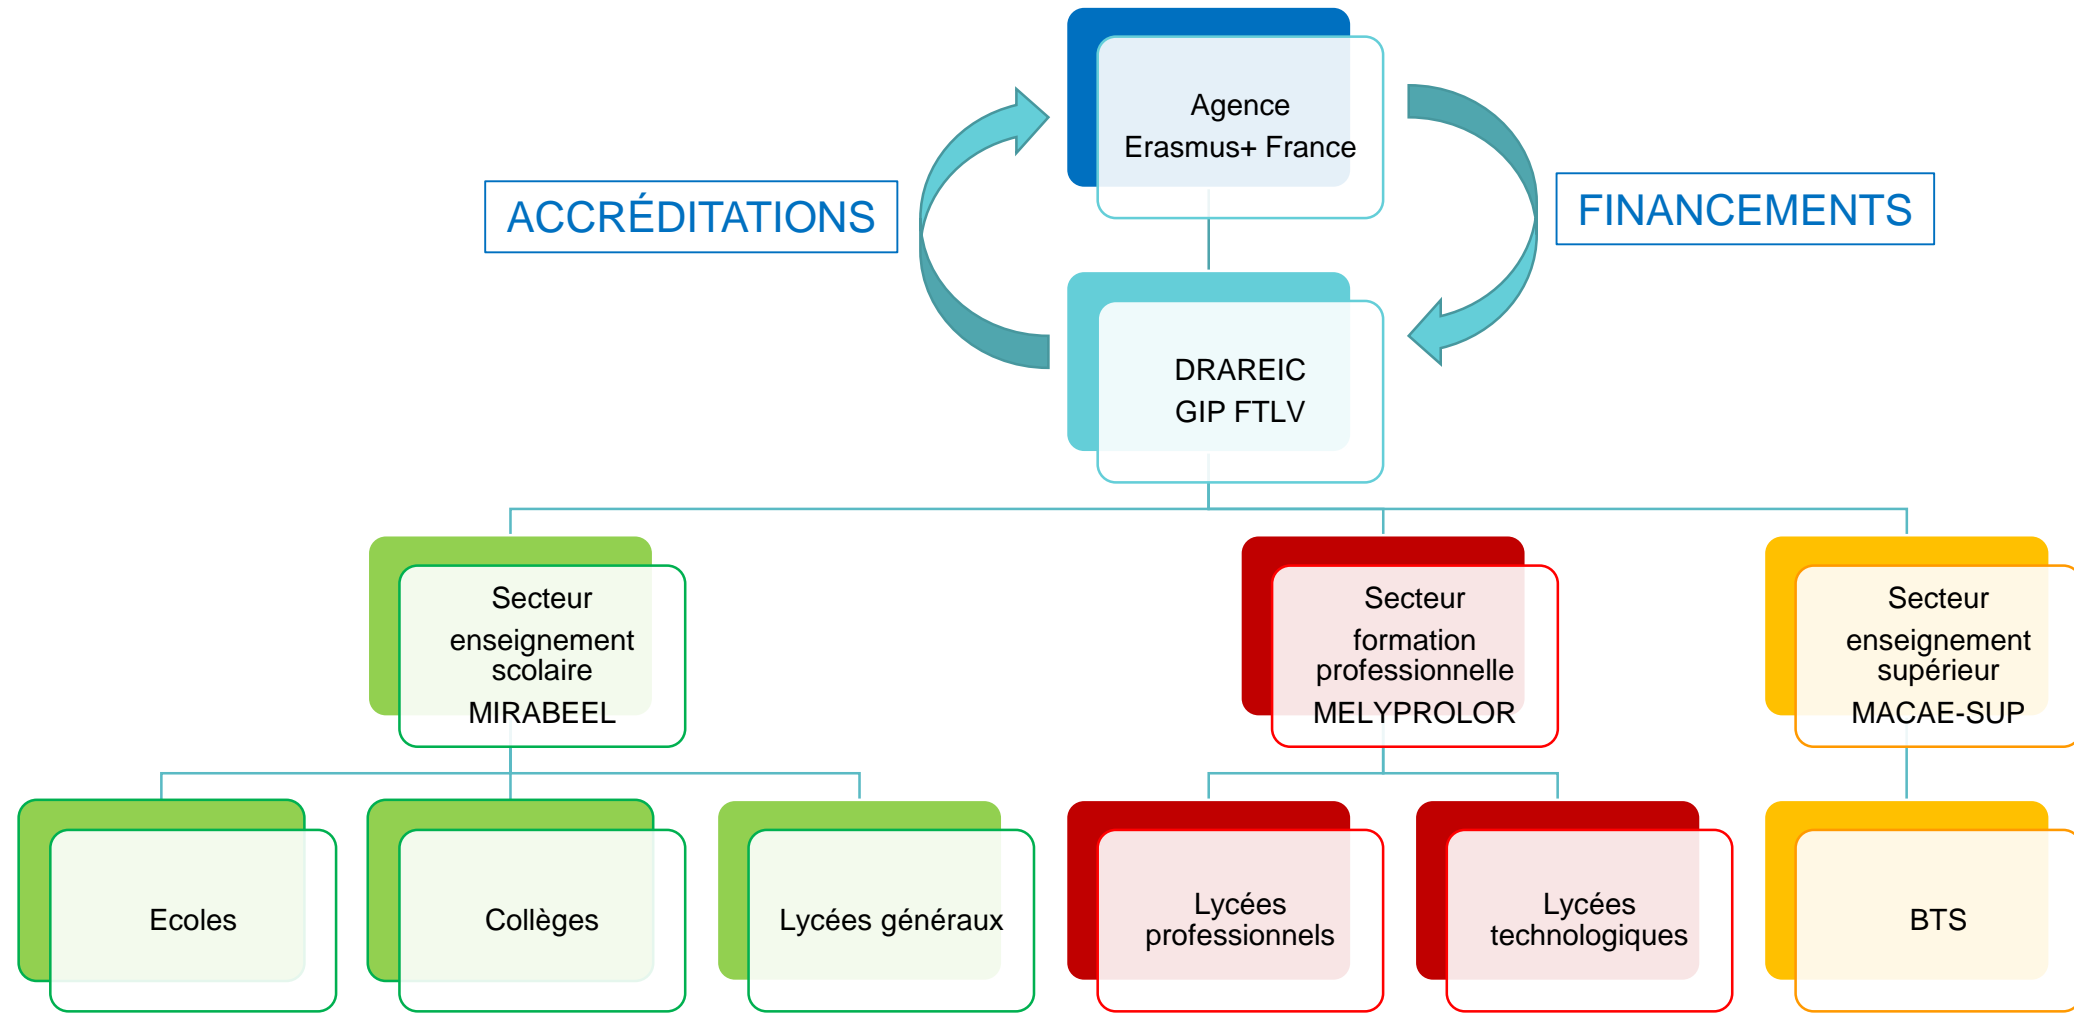 Agence
Erasmus+ France
ACCRÉDITATIONS
FINANCEMENTS
DRAREIC
GIP FTLV
Secteur
enseignement
scolaire
MIRABEEL
Secteur
formation
professionnelle
MELYPROLOR
Secteur
enseignement
supérieur
MACAE-SUP
Ecoles
Collèges
Lycées généraux
Lycées
professionnels
Lycées
technologiques
BTS